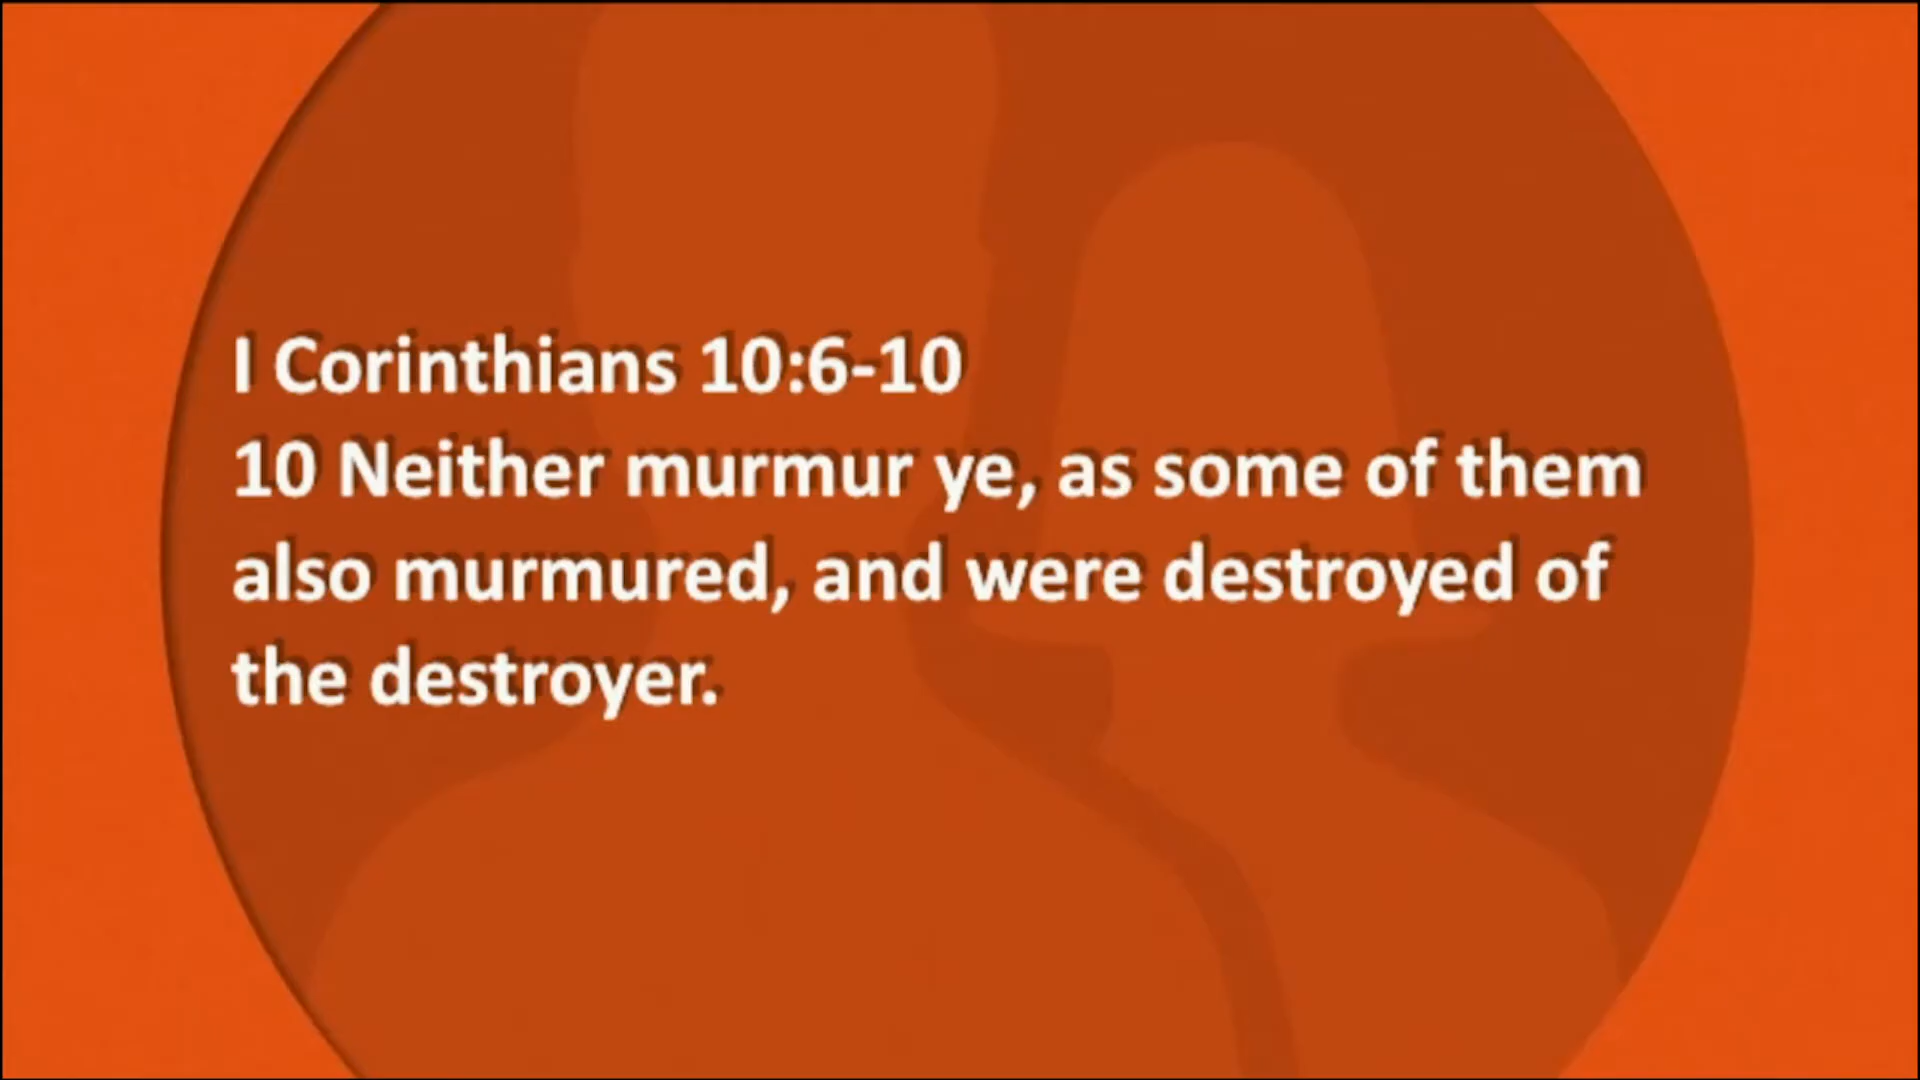 I Corinthians 10:6-10
10 Neither murmur ye, as some of them
also murmured, and were destroyed of
the destroyer.